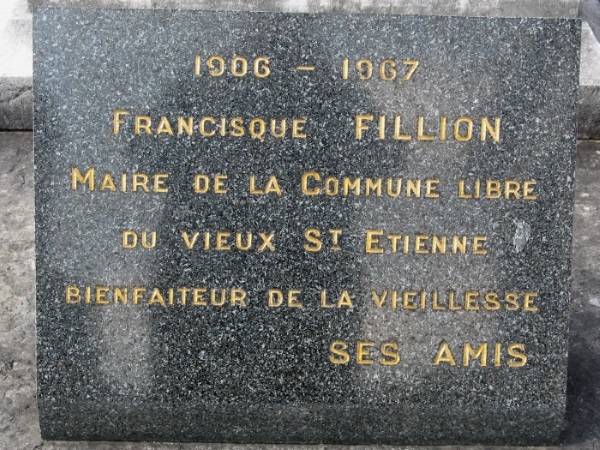 1906 – 1967
FRANCISQUE FILLION
MAIRE DE LA COMMUNE LIBRE
DU VIEUX ST ETIENNE
BIENFAITEUR DE LA VIEILLESSE
SES AMIS